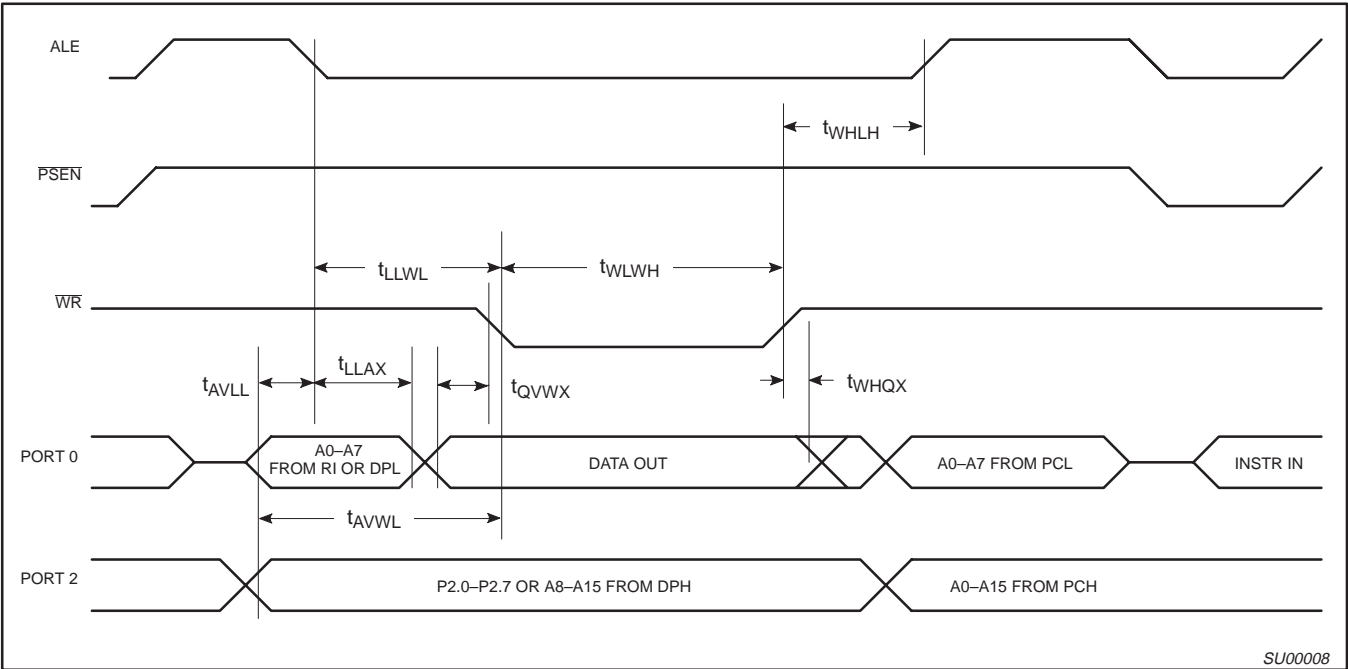 ALE
tWHLH
PSEN
tLLWL
tWLWH
WR
tAVLL
tLLAX
tQVWX
tWHQX
PORT 0
A0–A7
FROM RI OR DPL
DATA OUT
A0–A7 FROM PCL
INSTR IN
tAVWL
PORT 2
P2.0–P2.7 OR A8–A15 FROM DPH
A0–A15 FROM PCH
SU00008